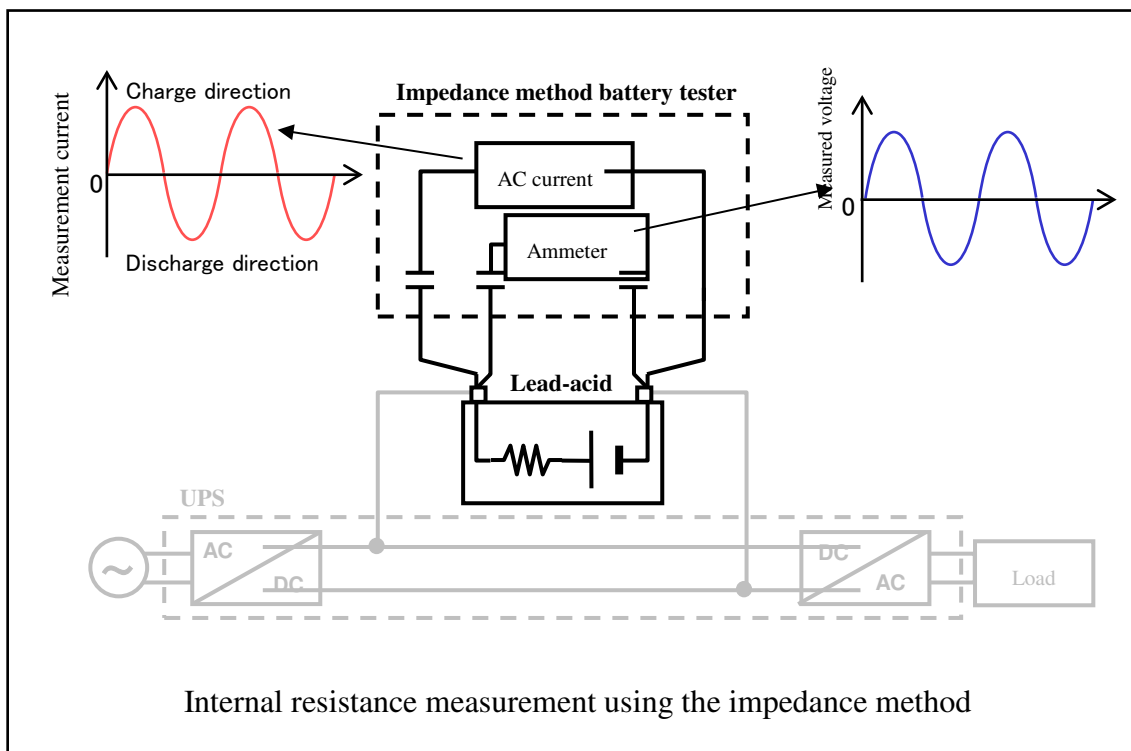 Charge direction
Measurement current
0
Discharge direction
Impedance method battery tester
AC current
Ammeter
Measured voltage
0
Lead-acid
UPS
AC
DC
DC
AC
Load
~
Internal resistance measurement using the impedance method